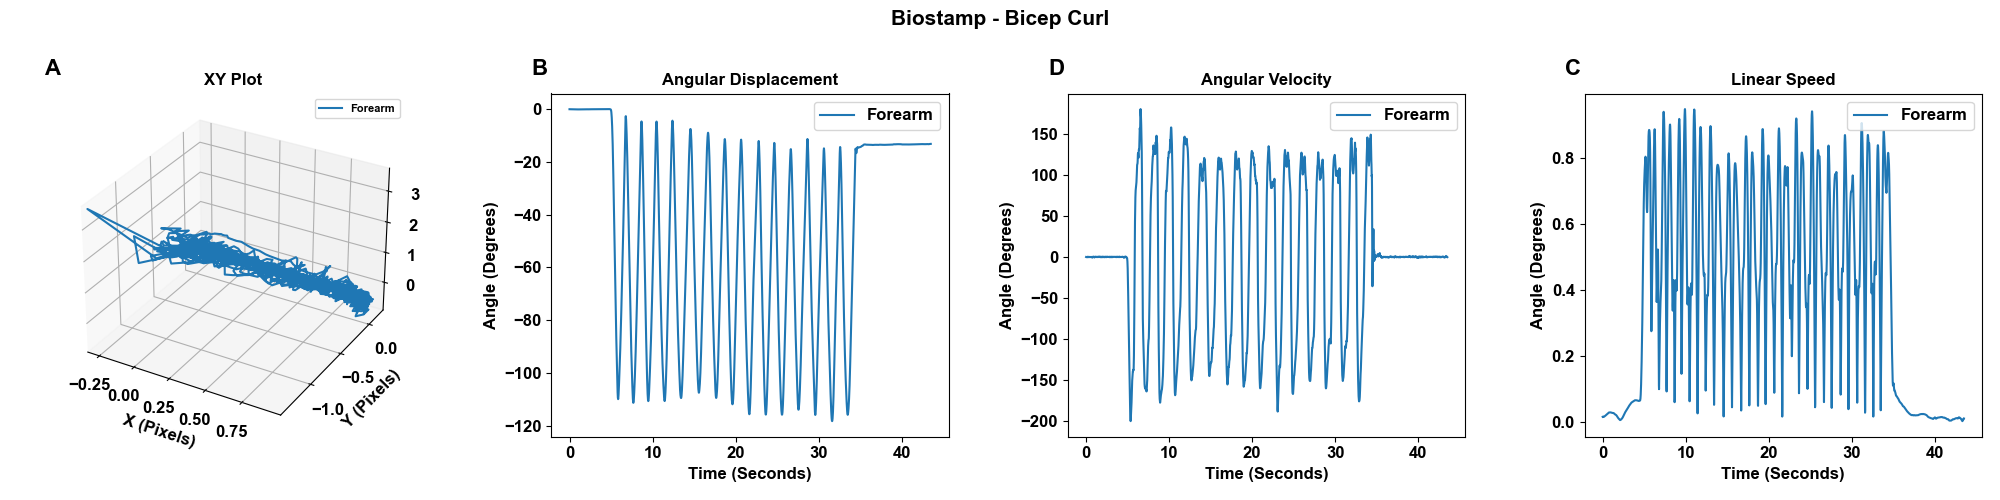 Biostamp - Bicep Curl
A
XY Plot
Forearm
3
2
1
0
0.0
−0.5
−1.0
Y (Pixels)
−0.25
0.00
0.25
0.50
0.75
X (Pixels)
B
Angular Displacement
Forearm
0
−20
−40
−60
−80
−100
−120
Angle (Degrees)
0
10
20
30
40
Time (Seconds)
D
Angular Velocity
Forearm
150
100
50
0
−50
−100
−150
−200
Angle (Degrees)
0
10
20
30
40
Time (Seconds)
C
Linear Speed
Forearm
0.8
0.6
0.4
0.2
0.0
Angle (Degrees)
0
10
20
30
40
Time (Seconds)